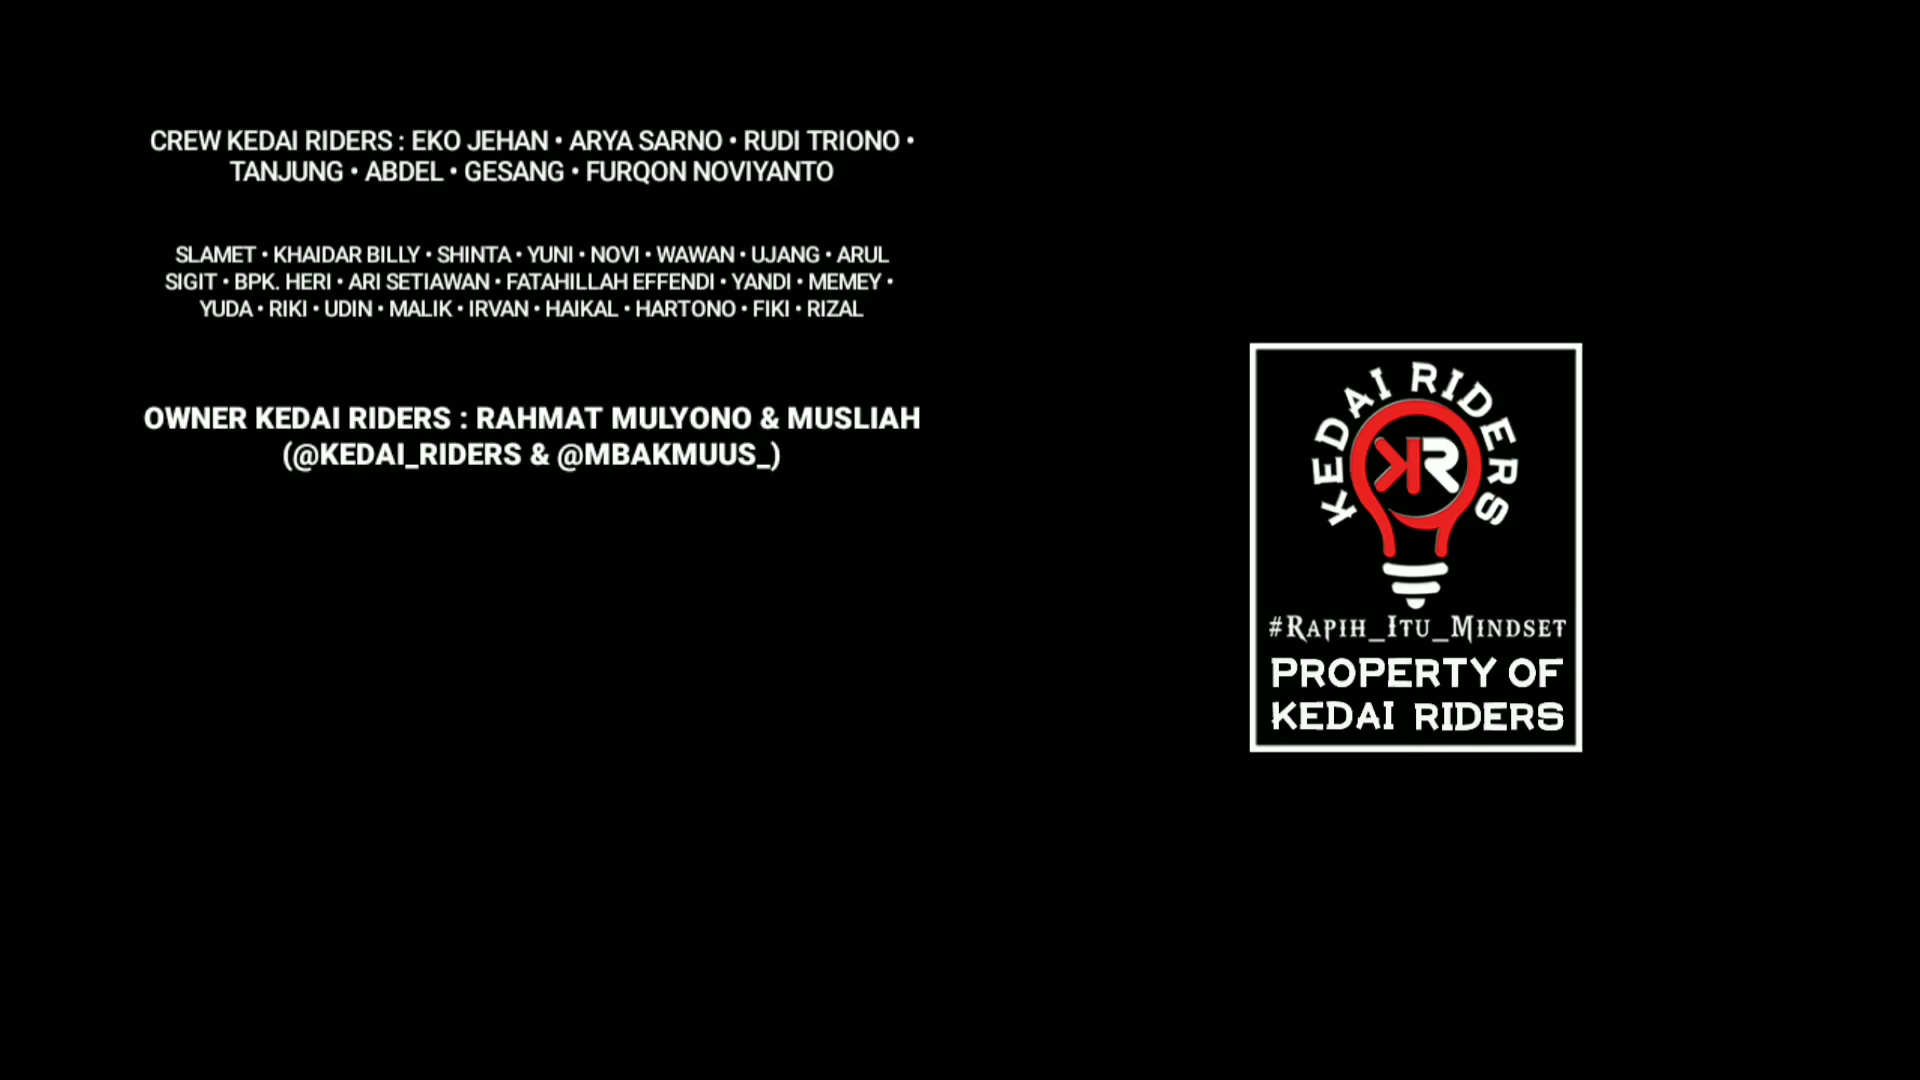 CREW KEDAI RIDERS : EKO JEHAN • ARYA SARNO • RUDI TRIONO •
TANJUNG • ABDEL • GESANG • FURQON NOVIYANTO
SLAMET • KHAIDAR BILLY • SHINTA • YUNI • NOVI • WAWAN • UJANG • ARUL
SIGIT • BPK. HERI • ARI SETIAWAN • FATAHILLAH EFFENDI • YANDI • MEMEY •
YUDA • RIKI • UDIN • MALIK • IRVAN • HAIKAL • HARTONO • FIKI • RIZAL
OWNER KEDAI RIDERS : RAHMAT MULYONO & MUSLIAH
(@KEDAI_RIDERS & @MBAKMUUS_)
KEDAI RIDERS
KR
#RAPIH_ITU_MINDSET
PROPERTY OF
KEDAI RIDERS